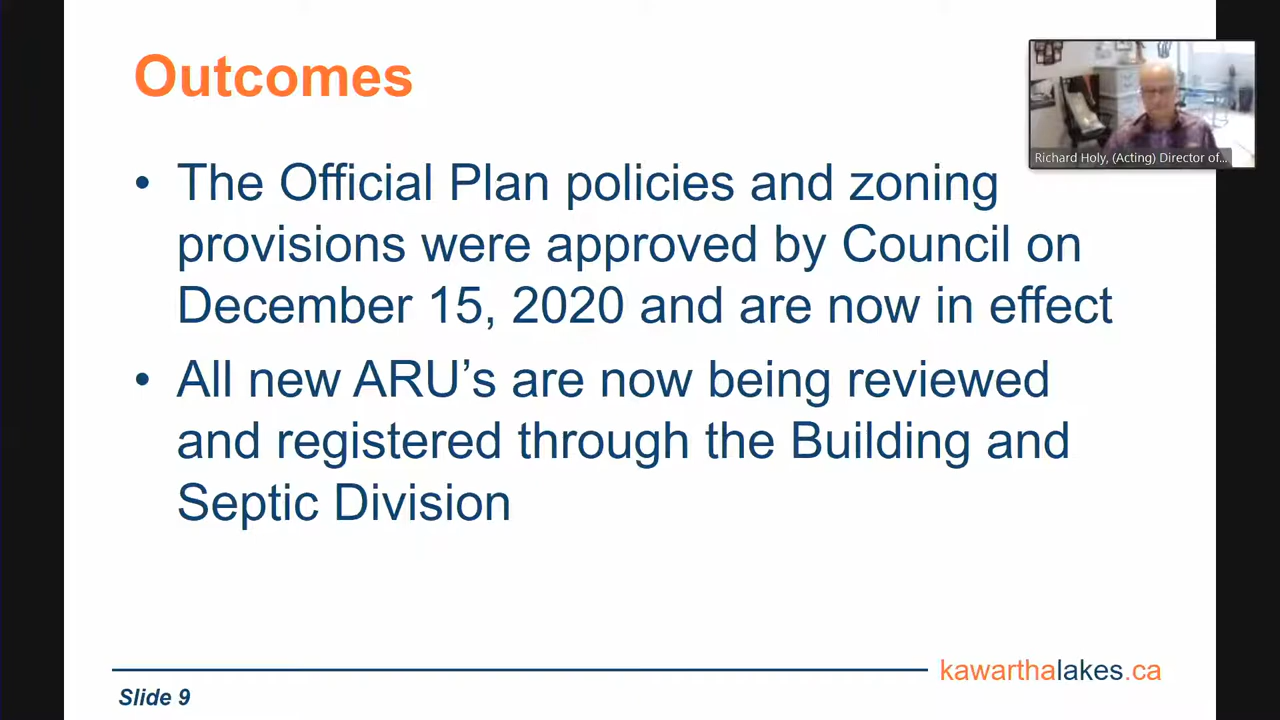 Outcomes
Richard Holy, (Acting) Director of...
• The Official Plan policies and zoning
provisions were approved by Council on
December 15, 2020 and are now in effect
• All new ARU’s are now being reviewed
and registered through the Building and
Septic Division
kawarthalakes.ca
Slide 9